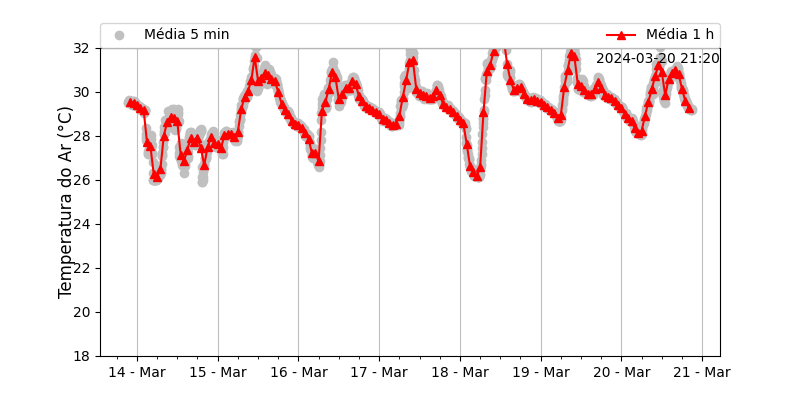 Média 5 min
Média 1 h
2024-03-20 21:20
Temperatura do Ar (°C)
32
30
28
26
24
22
20
18
14 - Mar
15 - Mar
16 - Mar
17 - Mar
18 - Mar
19 - Mar
20 - Mar
21 - Mar